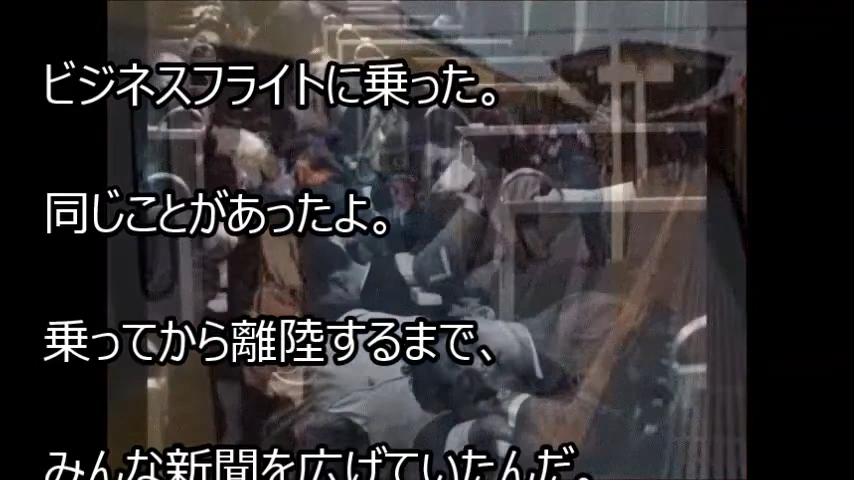 ビジネスフライトに乗った。
同じことがあったよ。
乗ってから離陸するまで、
みんな新聞を広げていたんだ。